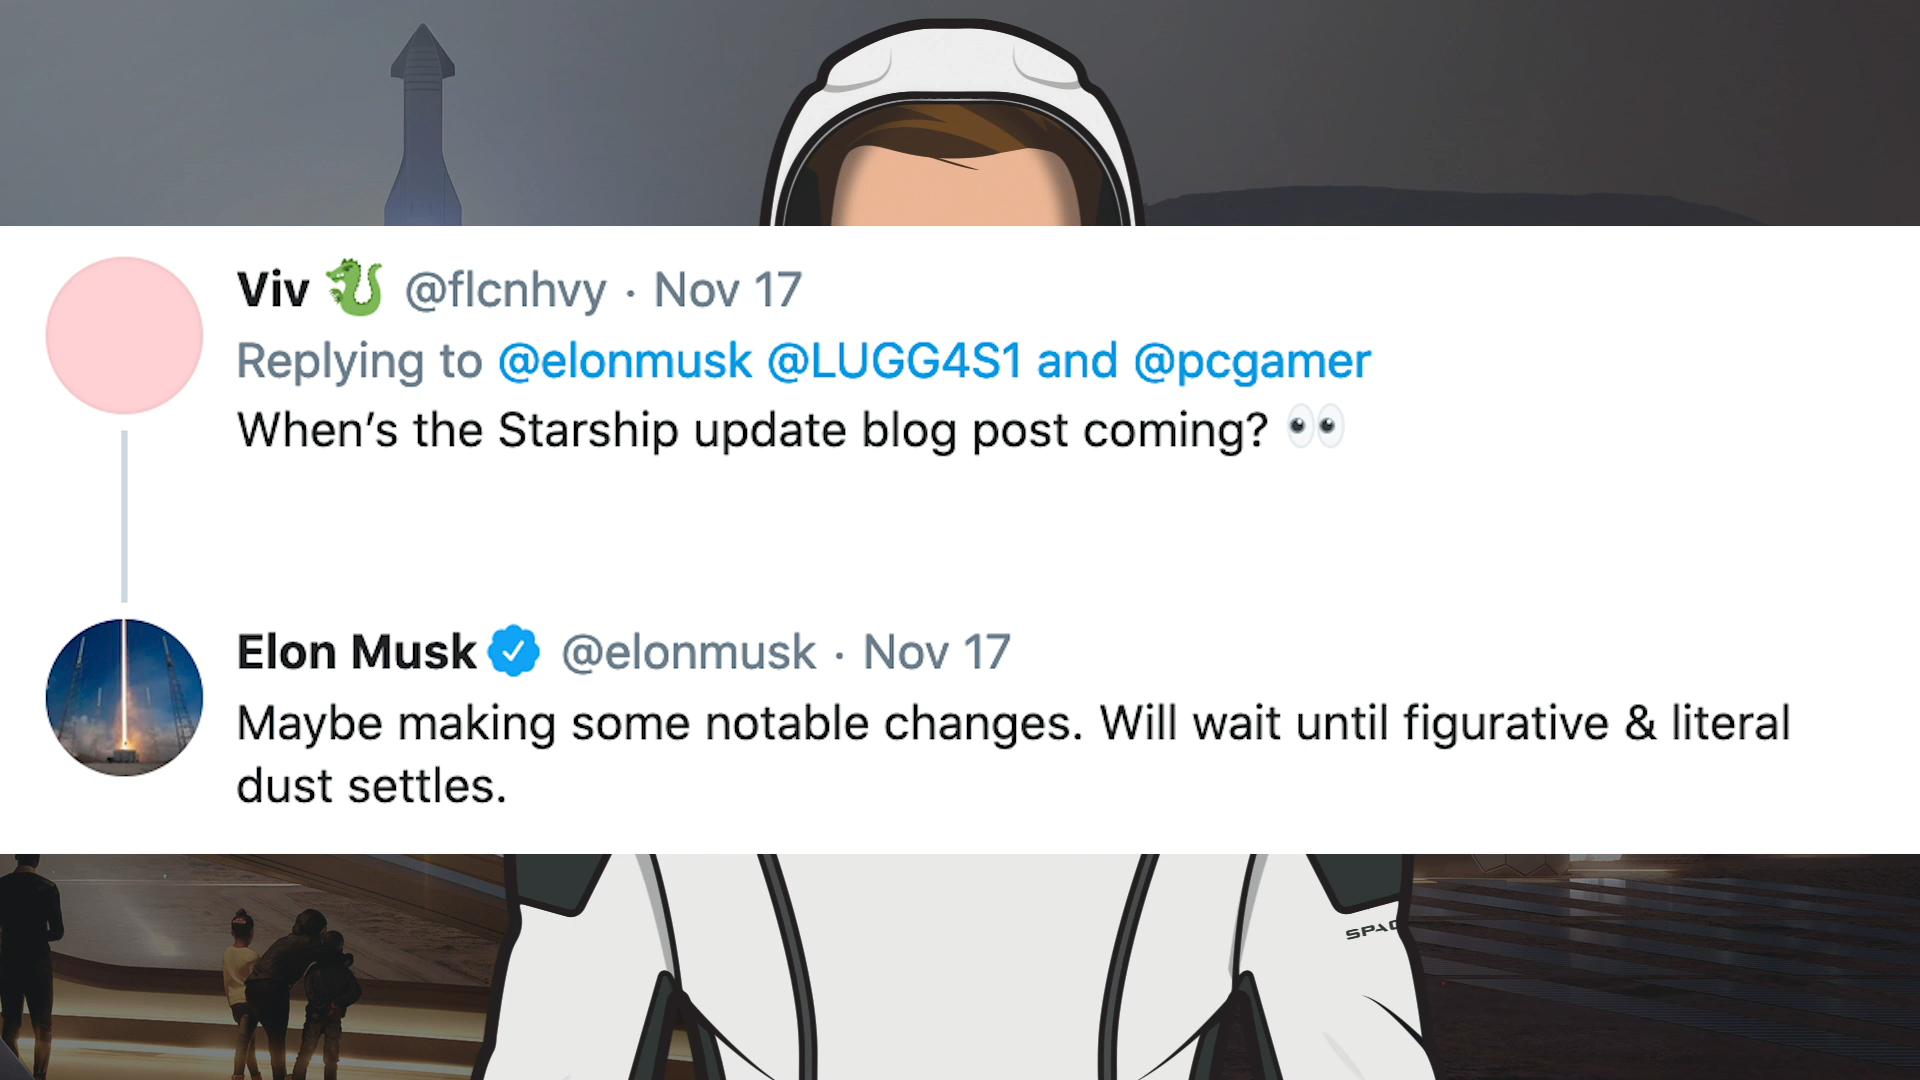 Viv 🐉 @flcnhvy · Nov 17
Replying to @elonmusk @LUGG4S1 and @pcgamer
When’s the Starship update blog post coming? 👀
Elon Musk @elonmusk · Nov 17
Maybe making some notable changes. Will wait until figurative & literal
dust settles.
SPAC